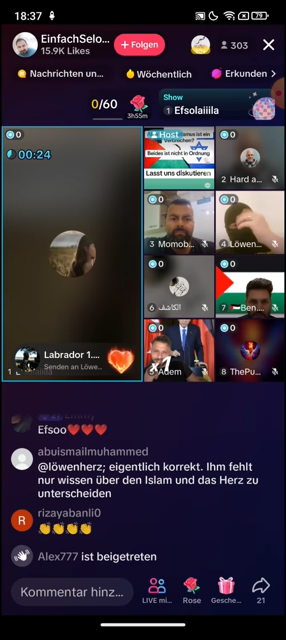 18:37
79
EinfachSelo...
15.9K Likes
+ Folgen
303
Nachrichten un...
Wöchentlich
Erkunden
0/60
3h55m
Show
1 Efsolaiiila
0
00:24
Host
Beides ist nicht in Ordnung
Lasst uns diskutieren
0
2 Hard a...
0
3 Momob...
0
4 Löwen...
0
6 الكاشف
0
7 Ben...
0
5 Adem
0
8 ThePu...
Labrador 1....
Senden an Löwe...
1
Efsoo
abuismailmuhammed
@löwenherz; eigentlich korrekt. Ihm fehlt
nur wissen über den Islam und das Herz zu
unterscheiden
R
rizayabanli0
Alex777 ist beigetreten
Kommentar hinz...
LIVE mi...
Rose
Gesche...
21